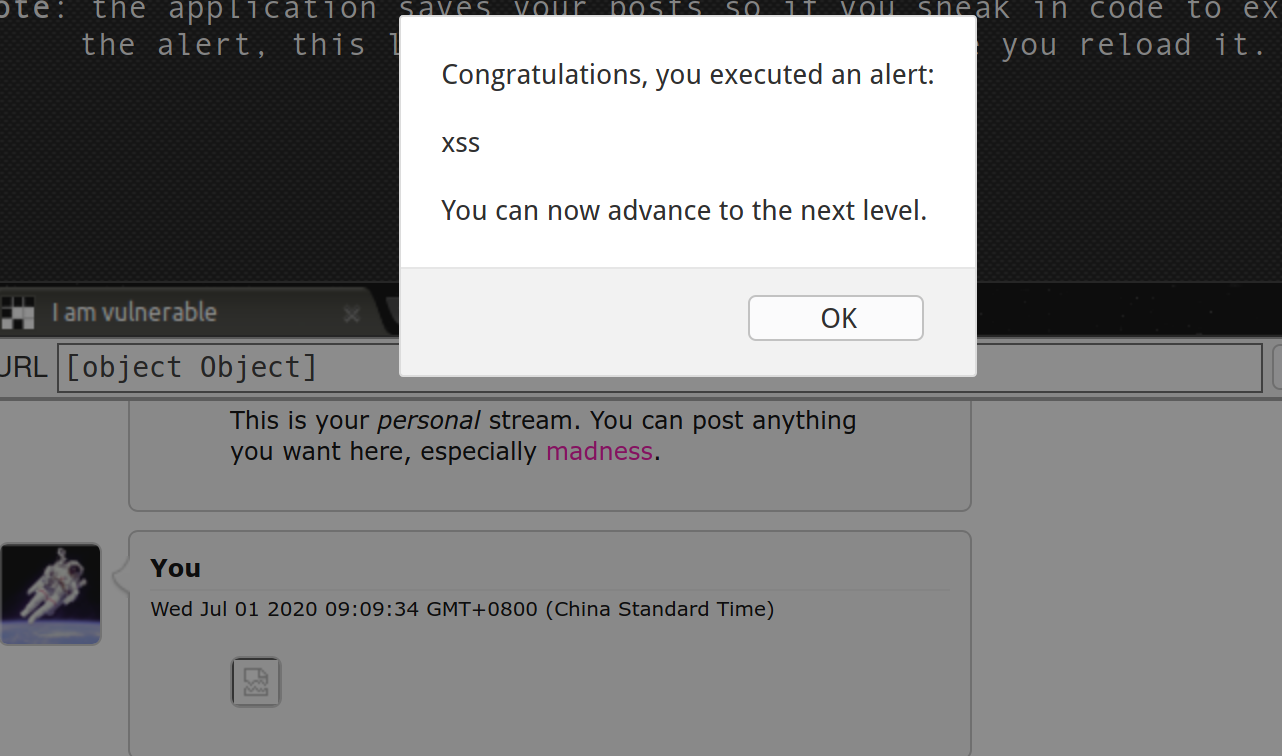 ote: the application saves your posts so if you sneak in code to ex
the alert, this l
e you reload it.
Congratulations, you executed an alert:
xss
You can now advance to the next level.
OK
I am vulnerable
URL [object Object]
This is your personal stream. You can post anything
you want here, especially madness.
You
Wed Jul 01 2020 09:09:34 GMT+0800 (China Standard Time)